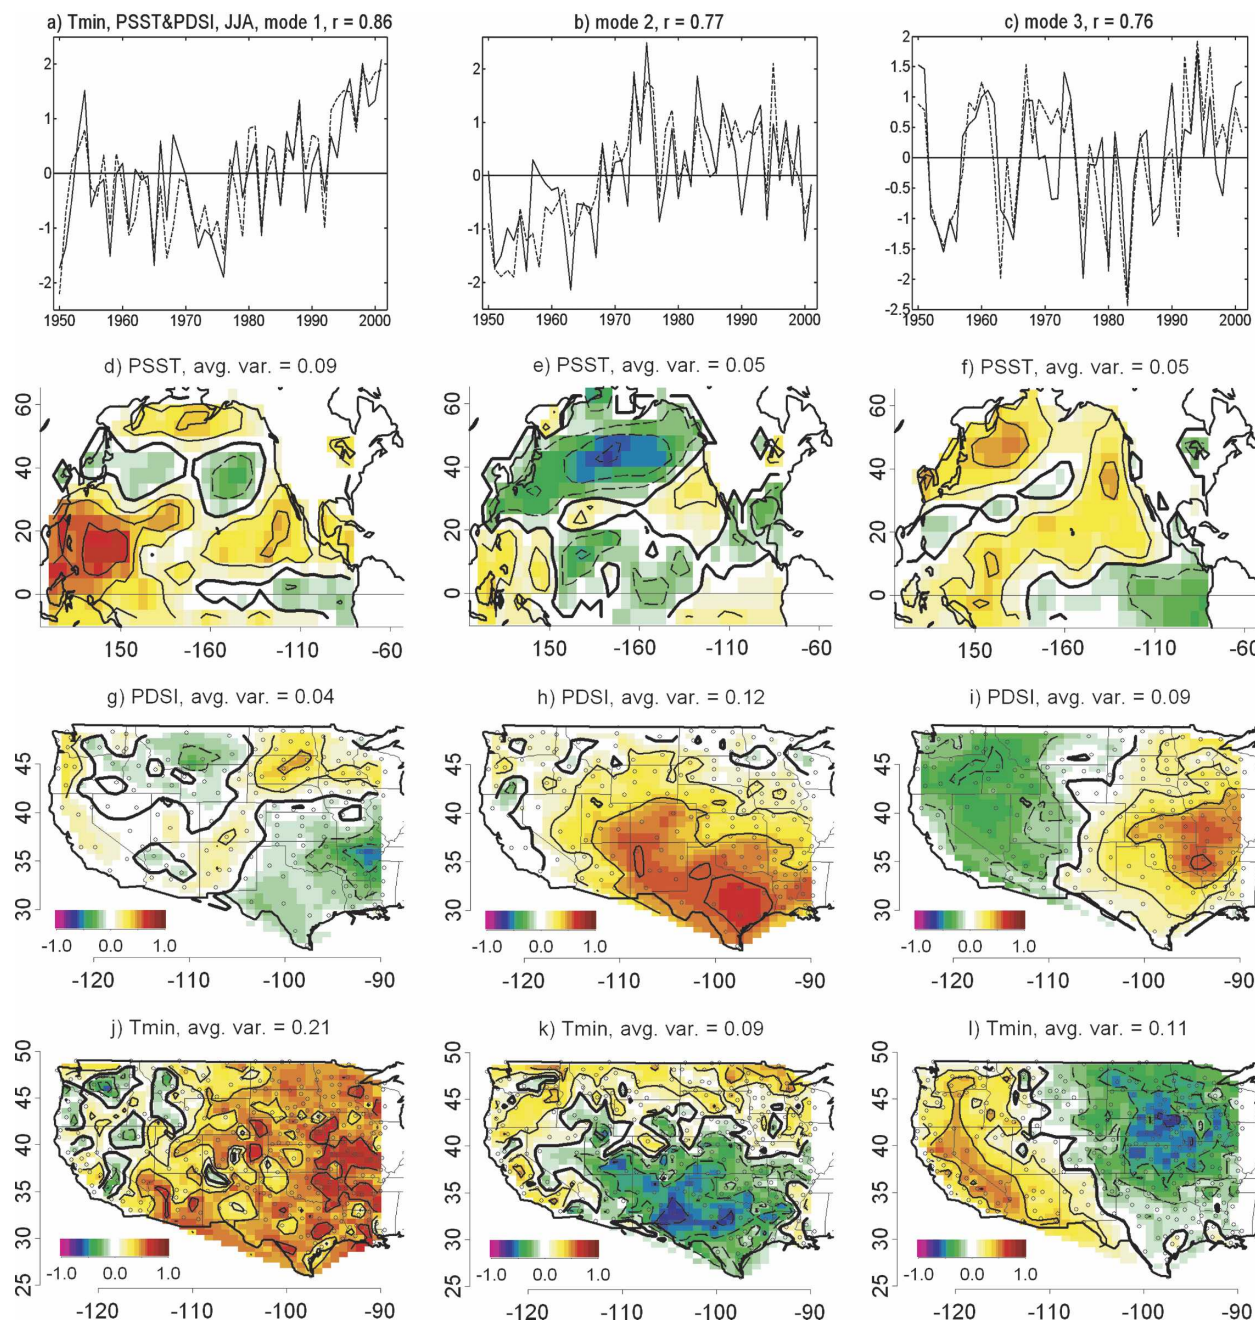 a) Tmin, PSST&PDSI, JJA, mode 1, r = 0.86
b) mode 2, r = 0.77
c) mode 3, r = 0.76
2
1
0
-1
-2
1950 1960 1970 1980 1990 2000
2
1
0
-1
-2
1950 1960 1970 1980 1990 2000
2
1.5
1
0.5
0
-0.5
-1
-1.5
-2
-2.5
1950 1960 1970 1980 1990 2000
d) PSST, avg. var. = 0.09
e) PSST, avg. var. = 0.05
f) PSST, avg. var. = 0.05
60
40
20
0
150 -160 -110 -60
60
40
20
0
150 -160 -110 -60
60
40
20
0
150 -160 -110 -60
g) PDSI, avg. var. = 0.04
h) PDSI, avg. var. = 0.12
i) PDSI, avg. var. = 0.09
45
40
35
30
-1.0 0.0 1.0
-120 -110 -100 -90
45
40
35
30
-1.0 0.0 1.0
-120 -110 -100 -90
45
40
35
30
-1.0 0.0 1.0
-120 -110 -100 -90
j) Tmin, avg. var. = 0.21
k) Tmin, avg. var. = 0.09
l) Tmin, avg. var. = 0.11
50
45
40
35
30
25
-1.0 0.0 1.0
-120 -110 -100 -90
50
45
40
35
30
25
-1.0 0.0 1.0
-120 -110 -100 -90
50
45
40
35
30
25
-1.0 0.0 1.0
-120 -110 -100 -90